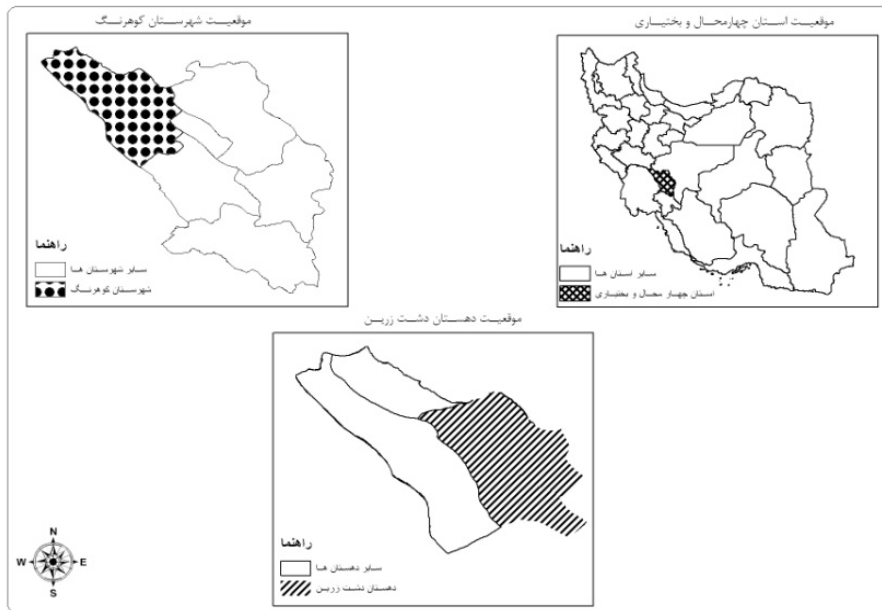 موقعیت استان چهارمحال و بختیاری
راهنما
سایر استان ها
استان چهار محال و بختیاری
موقعیت شهرستان کوهرنگ
راهنما
سایر شهرستان ها
شهرستان کوهرنگ
موقعیت دهستان دشت زرین
راهنما
سایر دهستان ها
دهستان دشت زرین
N
W E
S